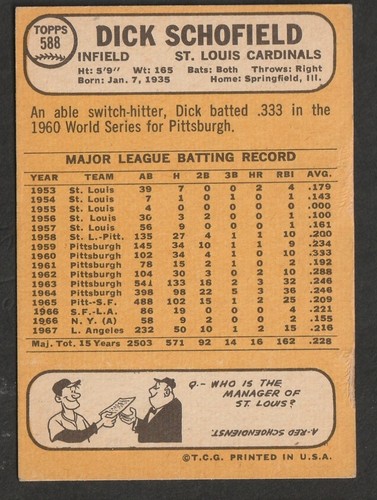 TOPPS
588
DICK SCHOFIELD
INFIELD ST. LOUIS CARDINALS
Ht: 5'9" Wt: 165 Bats: Both Throws: Right
Born: Jan. 7, 1935 Home: Springfield, Ill.
An able switch-hitter, Dick batted .333 in the
1960 World Series for Pittsburgh.
MAJOR LEAGUE BATTING RECORD
YEAR TEAM AB H 2B 3B HR RBI AVG.
1953 St. Louis 39 7 0 0 2 4 .179
1954 St. Louis 7 1 0 1 0 1 .143
1955 St. Louis 4 0 0 0 0 0 .000
1956 St. Louis 30 3 2 0 0 1 .100
1957 St. Louis 56 9 0 0 0 1 .161
1958 St. L.-Pitt. 135 27 4 1 1 10 .200
1959 Pittsburgh 145 34 10 1 1 9 .234
1960 Pittsburgh 102 34 4 1 0 10 .333
1961 Pittsburgh 78 15 2 1 0 2 .192
1962 Pittsburgh 104 30 3 0 2 10 .288
1963 Pittsburgh 541 133 18 2 3 32 .246
1964 Pittsburgh 398 98 22 5 3 36 .246
1965 Pitt-S.F. 488 102 15 1 2 25 .209
1966 S.F.-L.A. 86 19 0 0 0 4 .221
1966 N.Y. (A) 58 9 2 0 0 2 .155
1967 L. Angeles 232 50 10 1 2 15 .216
Maj. Tot. 15 Years 2503 571 92 14 16 162 .228
Q.- WHO IS THE
MANAGER OF
ST. LOUIS?
A-RED SCHOENDIENST.
©T.C.G. PRINTED IN U.S.A.